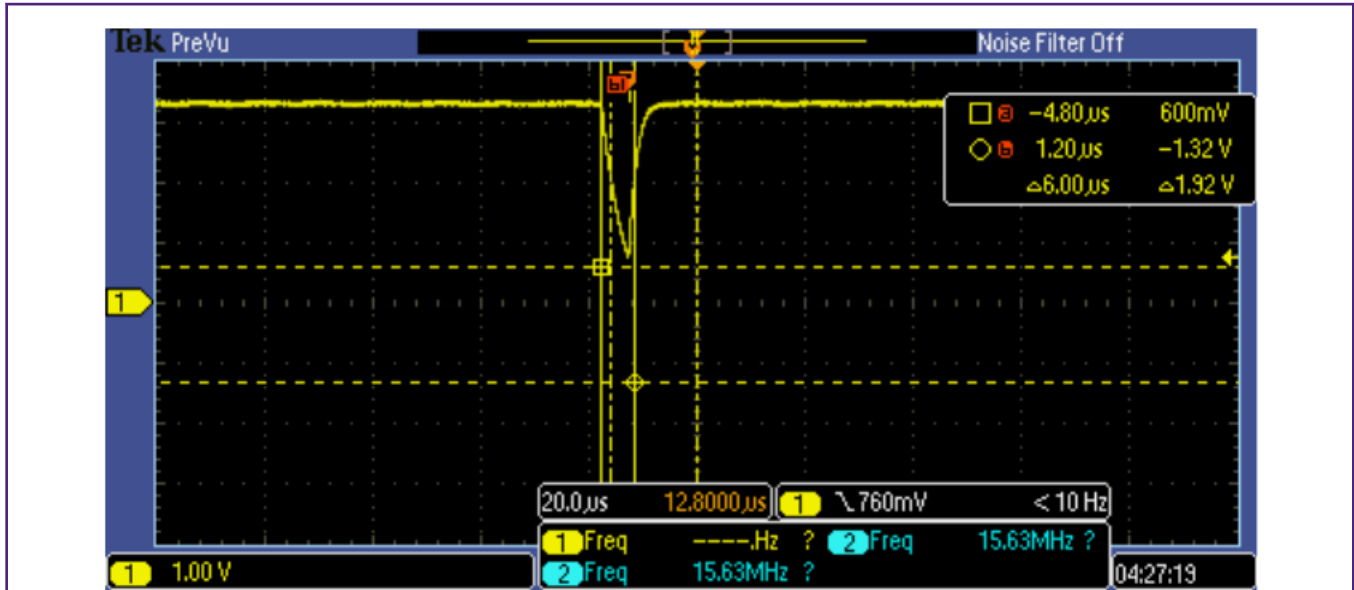 Tek PreVu Noise Filter Off
a -4.80µs 600mV
b 1.20µs -1.32 V
△6.00µs △1.92 V
1
20.0µs 12.8000µs 1 \ 760mV < 10 Hz
1 Freq ----.Hz ? 2 Freq 15.63MHz ?
1 1.00 V 2 Freq 15.63MHz ? 04:27:19